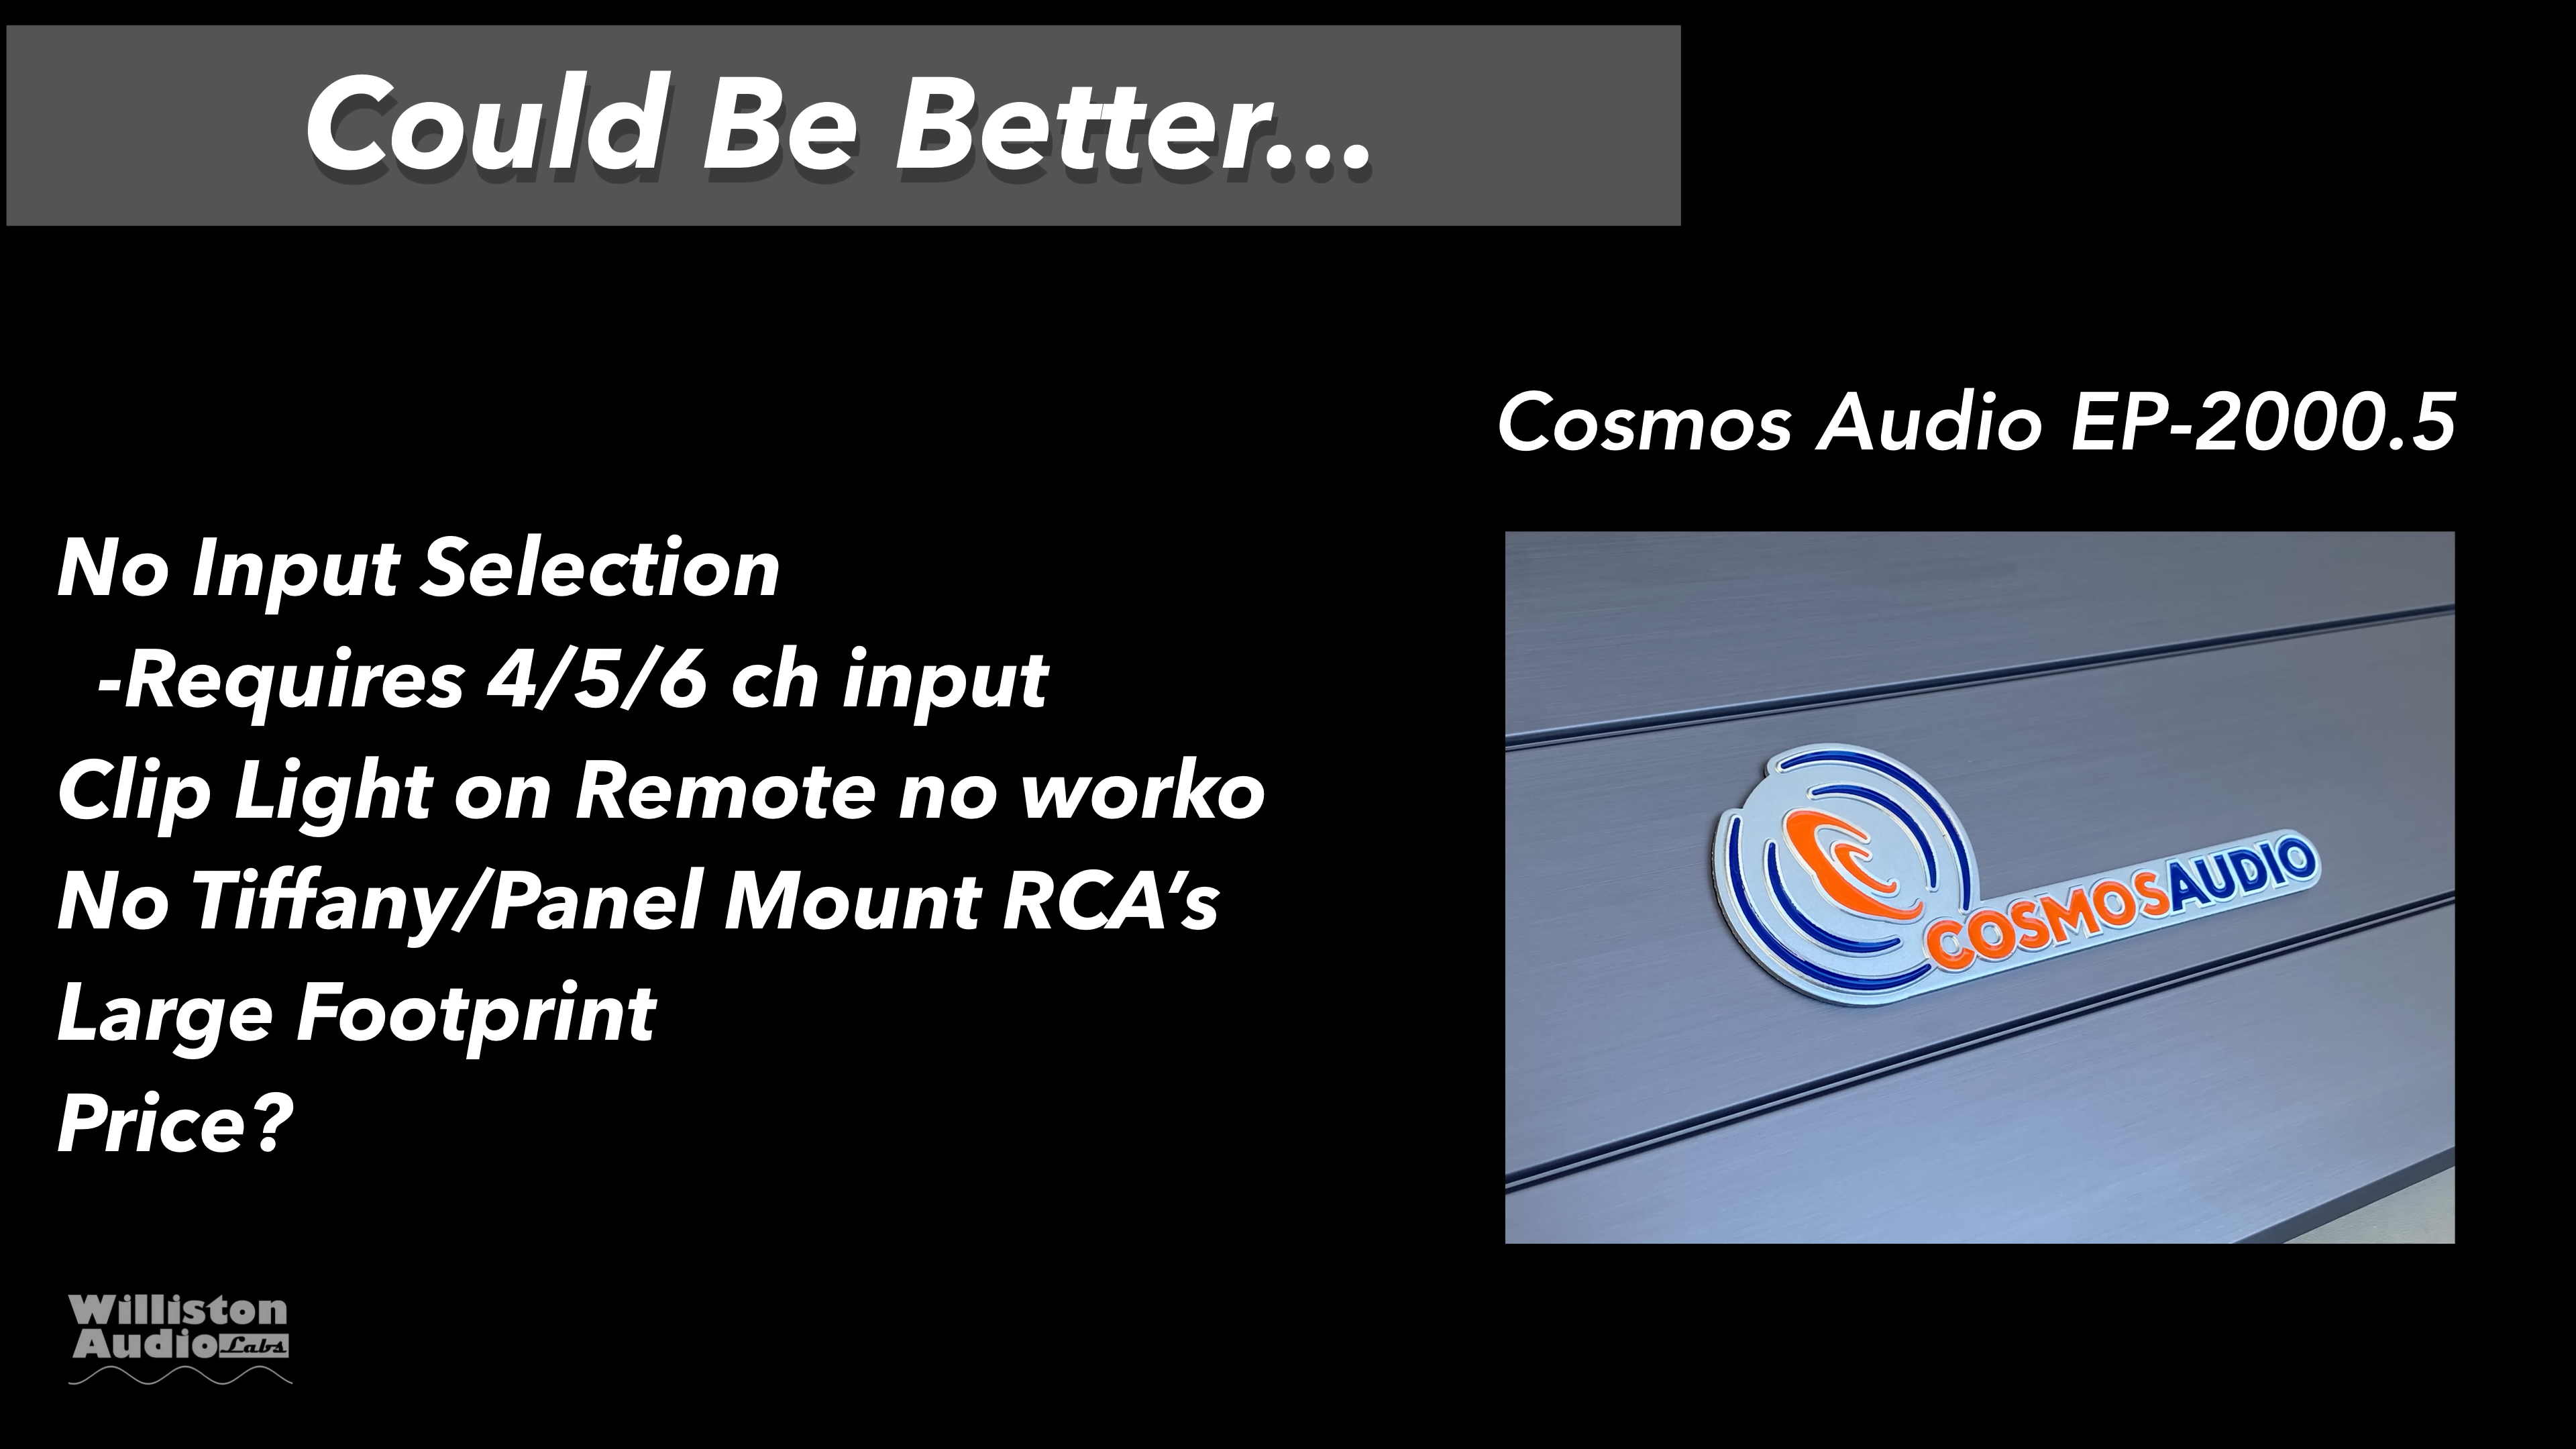 Could Be Better...
Cosmos Audio EP-2000.5
No Input Selection
-Requires 4/5/6 ch input
Clip Light on Remote no worko
No Tiffany/Panel Mount RCA’s
Large Footprint
Price?
COSMOSAUDIO
Williston
Audio Labs